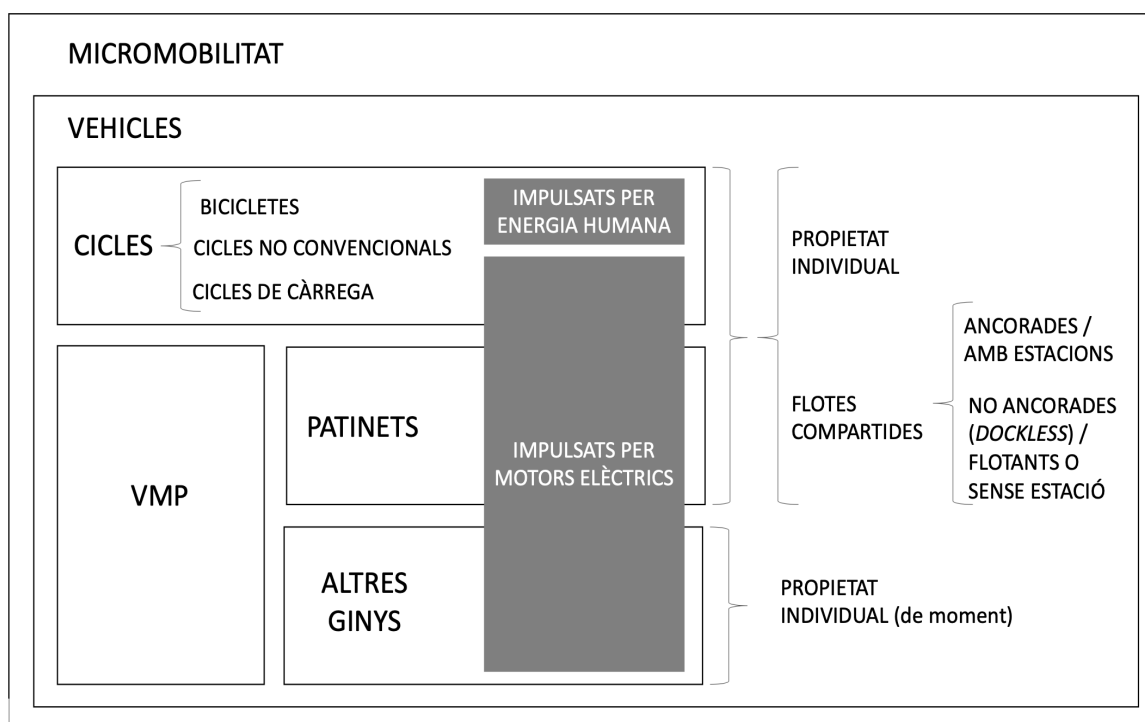 MICROMOBILITAT
VEHICLES
CICLES
BICICLETES
CICLES NO CONVENCIONALS
CICLES DE CÀRREGA
IMPULSATS PER
ENERGIA HUMANA
VMP
PATINETS
ALTRES
GINYS
IMPULSATS PER
MOTORS ELÈCTRICS
PROPIETAT
INDIVIDUAL
FLOTES
COMPARTIDES
ANCORADES /
AMB ESTACIONS
NO ANCORADES
(DOCKLESS) /
FLOTANTS O
SENSE ESTACIÓ
PROPIETAT
INDIVIDUAL (de moment)